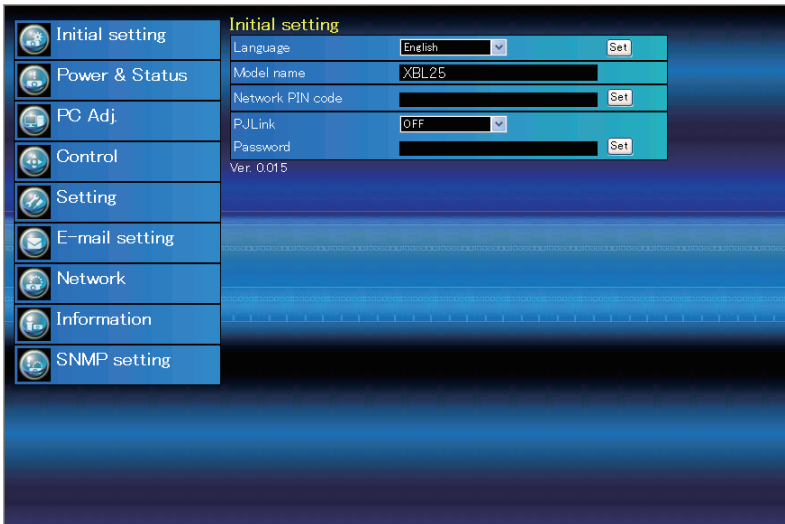 Initial setting
Power & Status
PC Adj.
Control
Setting
E-mail setting
Network
Information
SNMP setting
Initial setting
Language English Set
Model name XBL25
Network PIN code Set
PJLink OFF
Password Set
Ver. 0.015